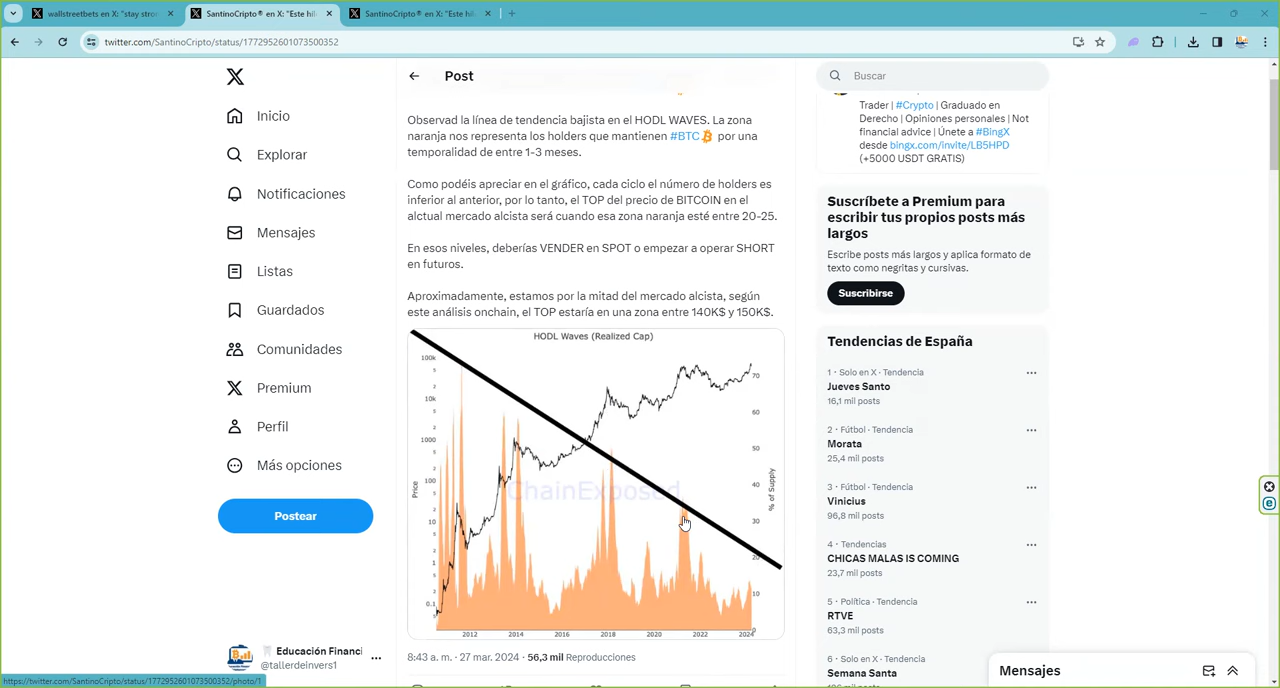 wallstreetbets en X: "stay stron
SantinoCripto® en X: "Este hil
SantinoCripto® en X: "Este hil
twitter.com/SantinoCripto/status/1772952601073500352
Post
Buscar
Inicio
Explorar
Notificaciones
Mensajes
Listas
Guardados
Comunidades
Premium
Perfil
Más opciones
Postear
Educación Financi
@tallerdeinvers1
Observad la línea de tendencia bajista en el HODL WAVES. La zona
naranja nos representa los holders que mantienen #BTC por una
temporalidad de entre 1-3 meses.
Como podéis apreciar en el gráfico, cada ciclo el número de holders es
inferior al anterior, por lo tanto, el TOP del precio de BITCOIN en el
alctual mercado alcista será cuando esa zona naranja esté entre 20-25.
En esos niveles, deberías VENDER en SPOT o empezar a operar SHORT
en futuros.
Aproximadamente, estamos por la mitad del mercado alcista, según
este análisis onchain, el TOP estaría en una zona entre 140K$ y 150K$.
HODL Waves (Realized Cap)
100k
5
2
10k
5
2
1000
5
2
100
5
2
10
5
2
1
5
2
0.1
5
Price
ChainExposed
70
60
50
40
30
20
10
0
% of Supply
2012
2014
2016
2018
2020
2022
2024
8:43 a. m. · 27 mar. 2024 · 56,3 mil Reproducciones
Trader | #Crypto | Graduado en
Derecho | Opiniones personales | Not
financial advice | Únete a #BingX
desde bingx.com/invite/LB5HPD
(+5000 USDT GRATIS)
Suscríbete a Premium para
escribir tus propios posts más
largos
Escribe posts más largos y aplica formato de
texto como negritas y cursivas.
Suscribirse
Tendencias de España
1 · Solo en X · Tendencia
Jueves Santo
16,1 mil posts
2 · Fútbol · Tendencia
Morata
25,4 mil posts
3 · Fútbol · Tendencia
Vinicius
96,8 mil posts
4 · Tendencias
CHICAS MALAS IS COMING
23,7 mil posts
5 · Política · Tendencia
RTVE
63,3 mil posts
6 · Solo en X · Tendencia
Semana Santa
Mensajes
https://twitter.com/SantinoCripto/status/1772952601073500352/photo/1